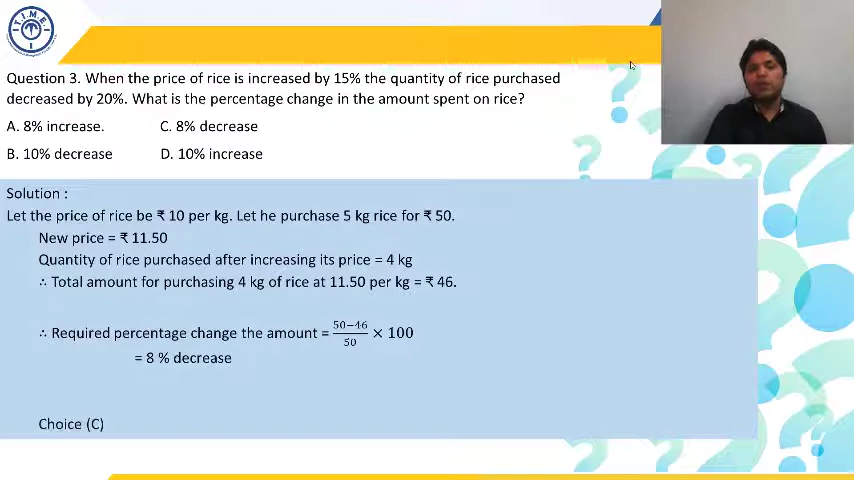 T.I.M.E.
Question 3. When the price of rice is increased by 15% the quantity of rice purchased
decreased by 20%. What is the percentage change in the amount spent on rice?
A. 8% increase. C. 8% decrease
B. 10% decrease D. 10% increase
Solution :
Let the price of rice be ₹ 10 per kg. Let he purchase 5 kg rice for ₹ 50.
New price = ₹ 11.50
Quantity of rice purchased after increasing its price = 4 kg
∴ Total amount for purchasing 4 kg of rice at 11.50 per kg = ₹ 46.
∴ Required percentage change the amount = 50−46/50 × 100
= 8 % decrease
Choice (C)